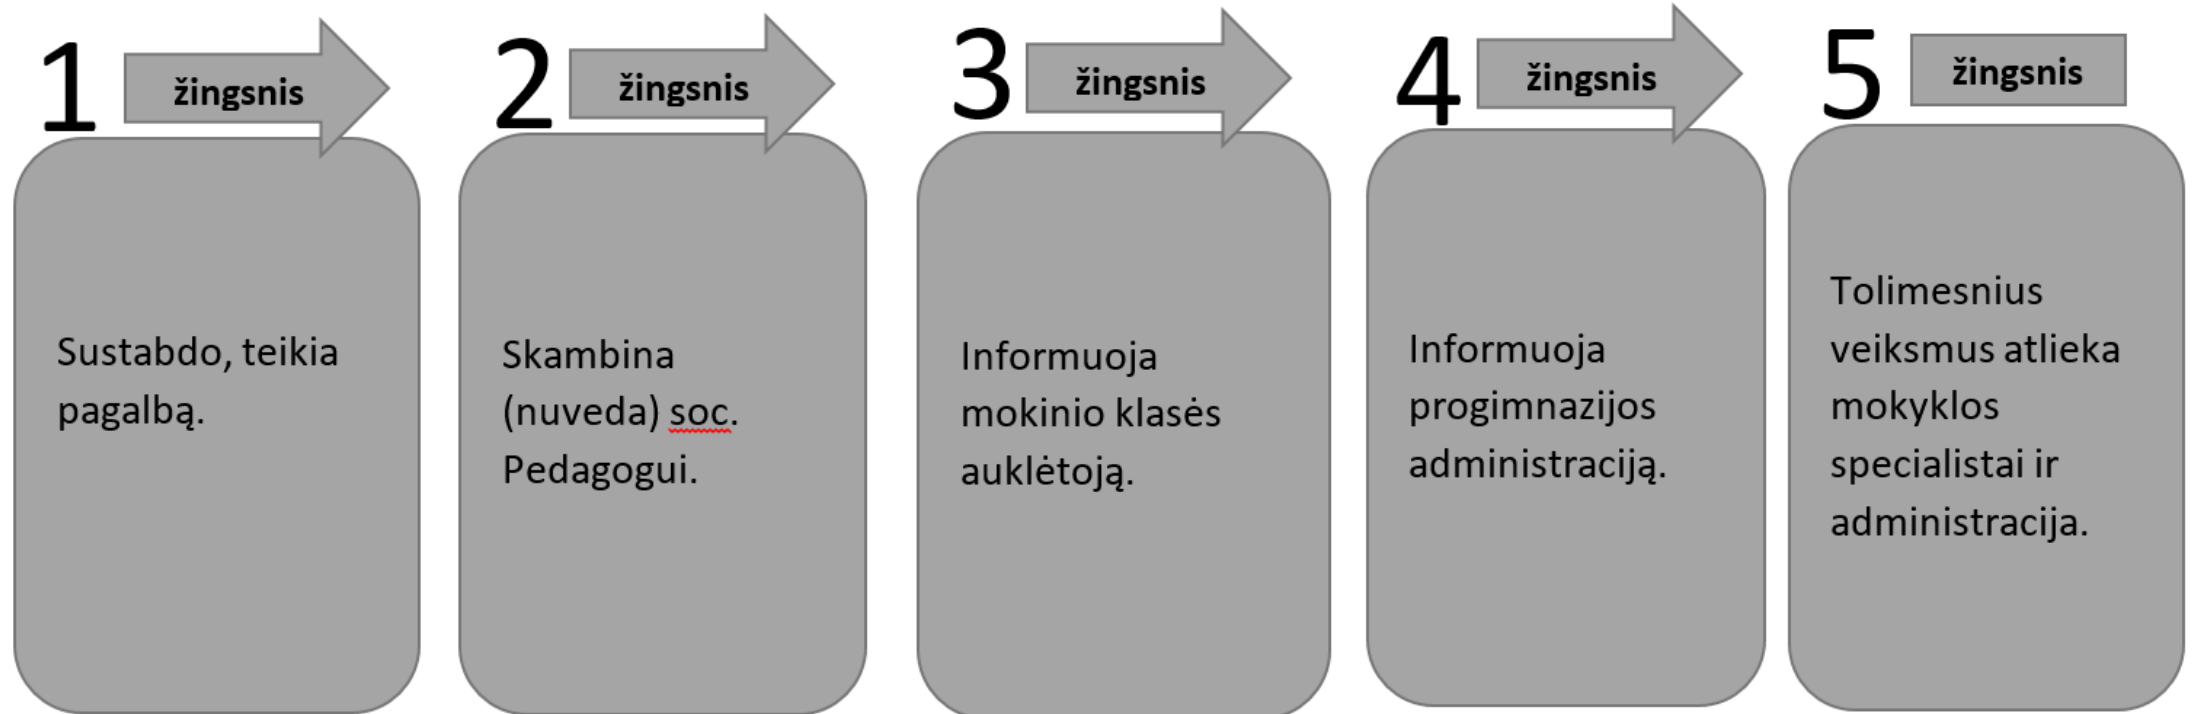 1 žingsnis
Sustabdo, teikia
pagalbą.
2 žingsnis
Skambina
(nuveda) soc.
Pedagogui.
3 žingsnis
Informuoja
mokinio klasės
auklėtoją.
4 žingsnis
Informuoja
progimnazijos
administraciją.
5 žingsnis
Tolimesnius
veiksmus atlieka
mokyklos
specialistai ir
administracija.